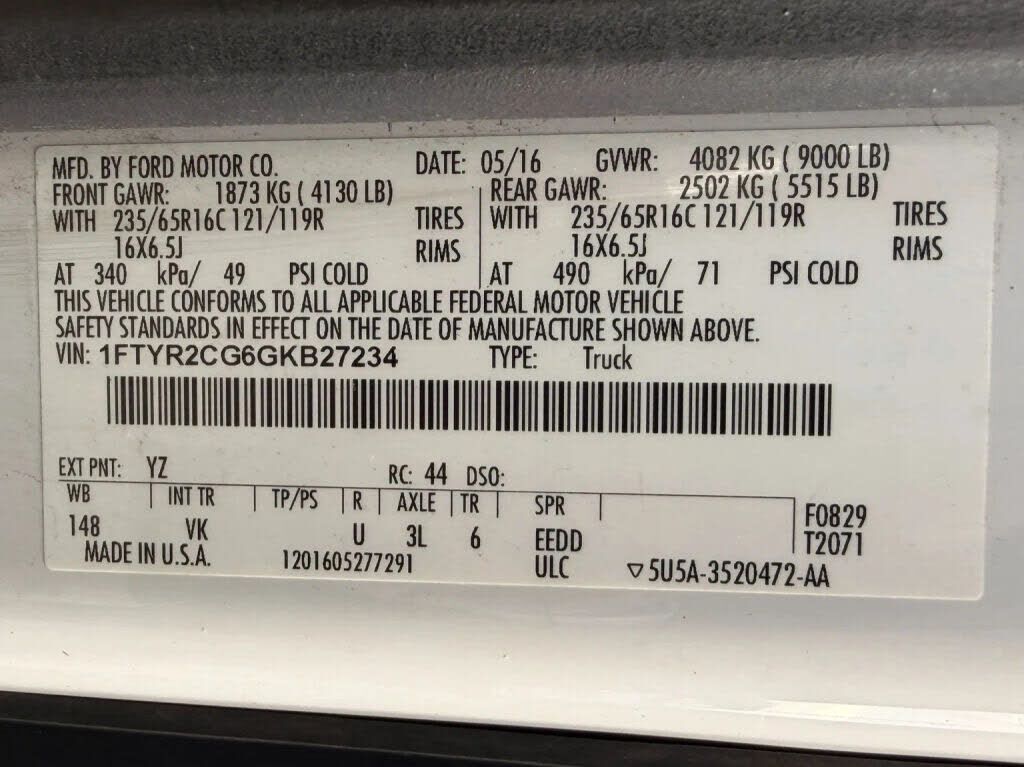 MFD. BY FORD MOTOR CO. DATE: 05/16 GVWR: 4082 KG ( 9000 LB)
FRONT GAWR: 1873 KG ( 4130 LB) REAR GAWR: 2502 KG ( 5515 LB)
WITH 235/65R16C 121/119R TIRES WITH 235/65R16C 121/119R TIRES
16X6.5J RIMS 16X6.5J RIMS
AT 340 kPa/ 49 PSI COLD AT 490 kPa/ 71 PSI COLD
THIS VEHICLE CONFORMS TO ALL APPLICABLE FEDERAL MOTOR VEHICLE
SAFETY STANDARDS IN EFFECT ON THE DATE OF MANUFACTURE SHOWN ABOVE.
VIN: 1FTYR2CG6GKB27234 TYPE: Truck
EXT PNT: YZ RC: 44 DSO:
WB INT TR TP/PS R AXLE TR SPR F0829
148 VK U 3L 6 EEDD T2071
MADE IN U.S.A. 1201605277291 ULC ▽5U5A-3520472-AA